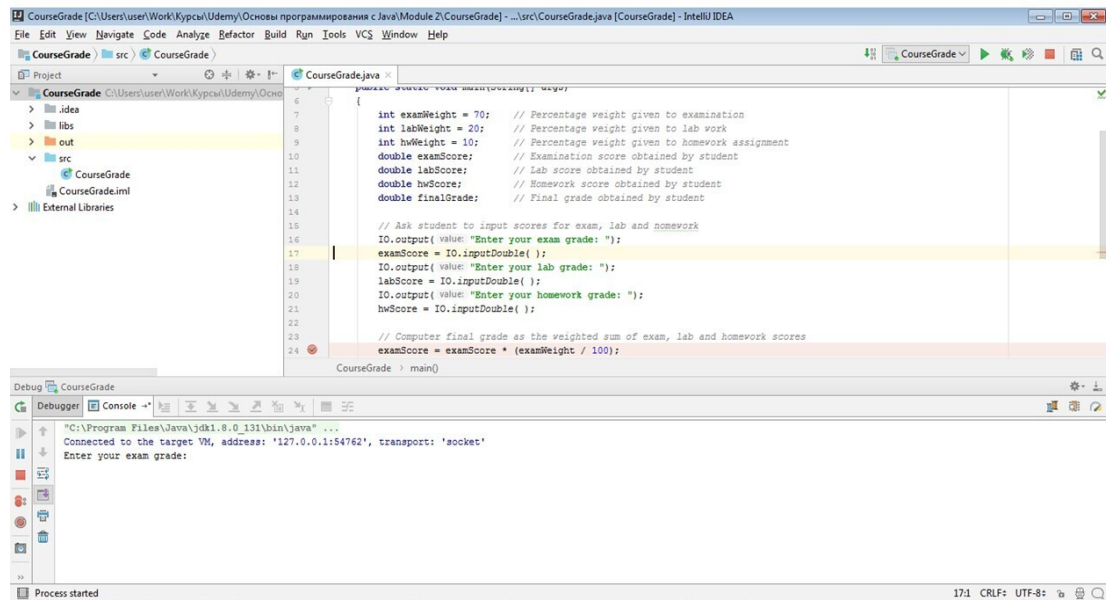 CourseGrade [C:\Users\user\Work\Курсы\Udemy\Основы программирования с Java\Module 2\CourseGrade] - ...\src\CourseGrade.java [CourseGrade] - IntelliJ IDEA
File Edit View Navigate Code Analyze Refactor Build Run Tools VCS Window Help
CourseGrade src CourseGrade
CourseGrade
Project
CourseGrade.java
CourseGrade C:\Users\user\Work\Курсы\Udemy\Осно
.idea
libs
out
src
CourseGrade
CourseGrade.iml
External Libraries
public static void main(String[] args)
6 {
7 int examWeight = 70; // Percentage weight given to examination
8 int labWeight = 20; // Percentage weight given to lab work
9 int hwWeight = 10; // Percentage weight given to homework assignment
10 double examScore; // Examination score obtained by student
11 double labScore; // Lab score obtained by student
12 double hwScore; // Homework score obtained by student
13 double finalGrade; // Final grade obtained by student
14
15 // Ask student to input scores for exam, lab and nomework
16 IO.output( value: "Enter your exam grade: ");
17 examScore = IO.inputDouble( );
18 IO.output( value: "Enter your lab grade: ");
19 labScore = IO.inputDouble( );
20 IO.output( value: "Enter your homework grade: ");
21 hwScore = IO.inputDouble( );
22
23 // Computer final grade as the weighted sum of exam, lab and homework scores
24 examScore = examScore * (examWeight / 100);
CourseGrade > main()
Debug CourseGrade
Debugger Console
"C:\Program Files\Java\jdk1.8.0_131\bin\java" ...
Connected to the target VM, address: '127.0.0.1:54762', transport: 'socket'
Enter your exam grade:
Process started
17:1 CRLF UTF-8